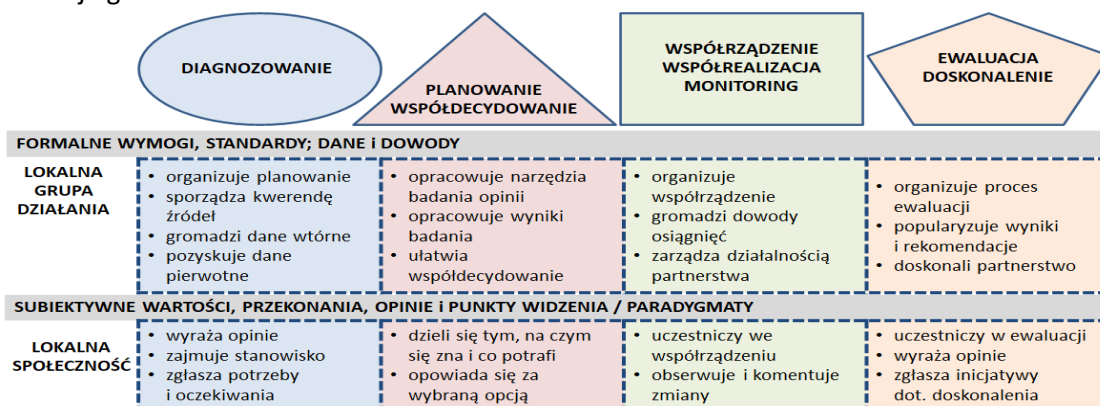 DIAGNOZOWANIE
PLANOWANIE
WSPÓŁDECYDOWANIE
WSPÓŁRZĄDZENIE
WSPÓŁREALIZACJA
MONITORING
EWALUACJA
DOSKONALENIE
FORMALNE WYMOGI, STANDARDY; DANE i DOWODY
LOKALNA
GRUPA
DZIAŁANIA
• organizuje planowanie
• sporządza kwerendę
źródeł
• gromadzi dane wtórne
• pozyskuje dane
pierwotne
• opracowuje narzędzia
badania opinii
• opracowuje wyniki
badania
• ułatwia
współdecydowanie
• organizuje
współrządzenie
• gromadzi dowody
osiągnięć
• zarządza działalnością
partnerstwa
• organizuje proces
ewaluacji
• popularyzuje wyniki
i rekomendacje
• doskonali partnerstwo
SUBIEKTYWNE WARTOŚCI, PRZEKONANIA, OPINIE i PUNKTY WIDZENIA / PARADYGMATY
LOKALNA
SPOŁECZNOŚĆ
• wyraża opinie
• zajmuje stanowisko
• zgłasza potrzeby
i oczekiwania
• dzieli się tym, na czym
się zna i co potrafi
• opowiada się za
wybraną opcją
• uczestniczy we
współrządzeniu
• obserwuje i komentuje
zmiany
• uczestniczy w ewaluacji
• wyraża opinie
• zgłasza inicjatywy
dot. doskonalenia